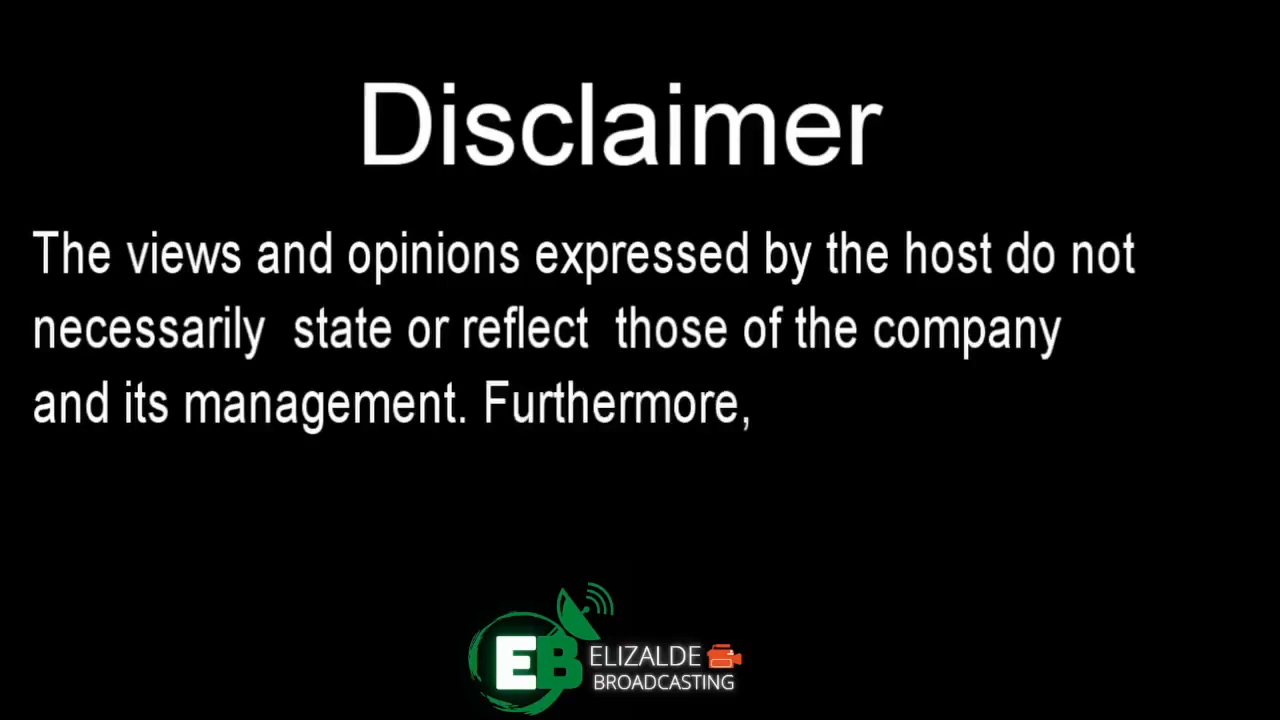 Disclaimer
The views and opinions expressed by the host do not
necessarily state or reflect those of the company
and its management. Furthermore,
EB
ELIZALDE
BROADCASTING